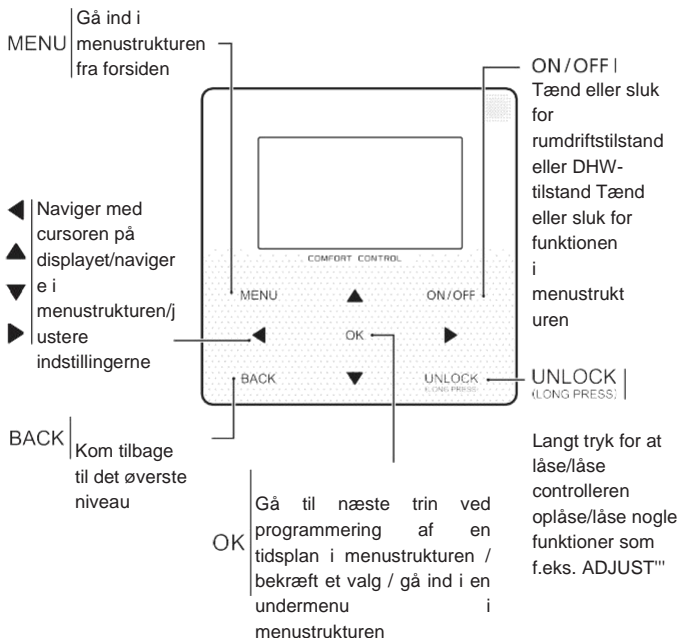 MENU
Gå ind i
menustrukturen
fra forsiden
ON/OFF
Tænd eller sluk
for
rumdriftstilstand
eller DHW-
tilstand Tænd
eller sluk for
funktionen
i
menustrukt
uren
Naviger med
cursoren på
displayet/naviger
e i
menustrukturen/j
ustere
indstillingerne
COMFORT CONTROL
MENU
ON/OFF
OK
BACK
UNLOCK
(LONG PRESS)
UNLOCK
(LONG PRESS)
BACK
Kom tilbage
til det øverste
niveau
OK
Gå til næste trin ved
programmering af en
tidsplan i menustrukturen /
bekræft et valg / gå ind i en
undermenu i
menustrukturen
Langt tryk for at
låse/låse
controlleren
oplåse/låse nogle
funktioner som
f.eks. ADJUST"'